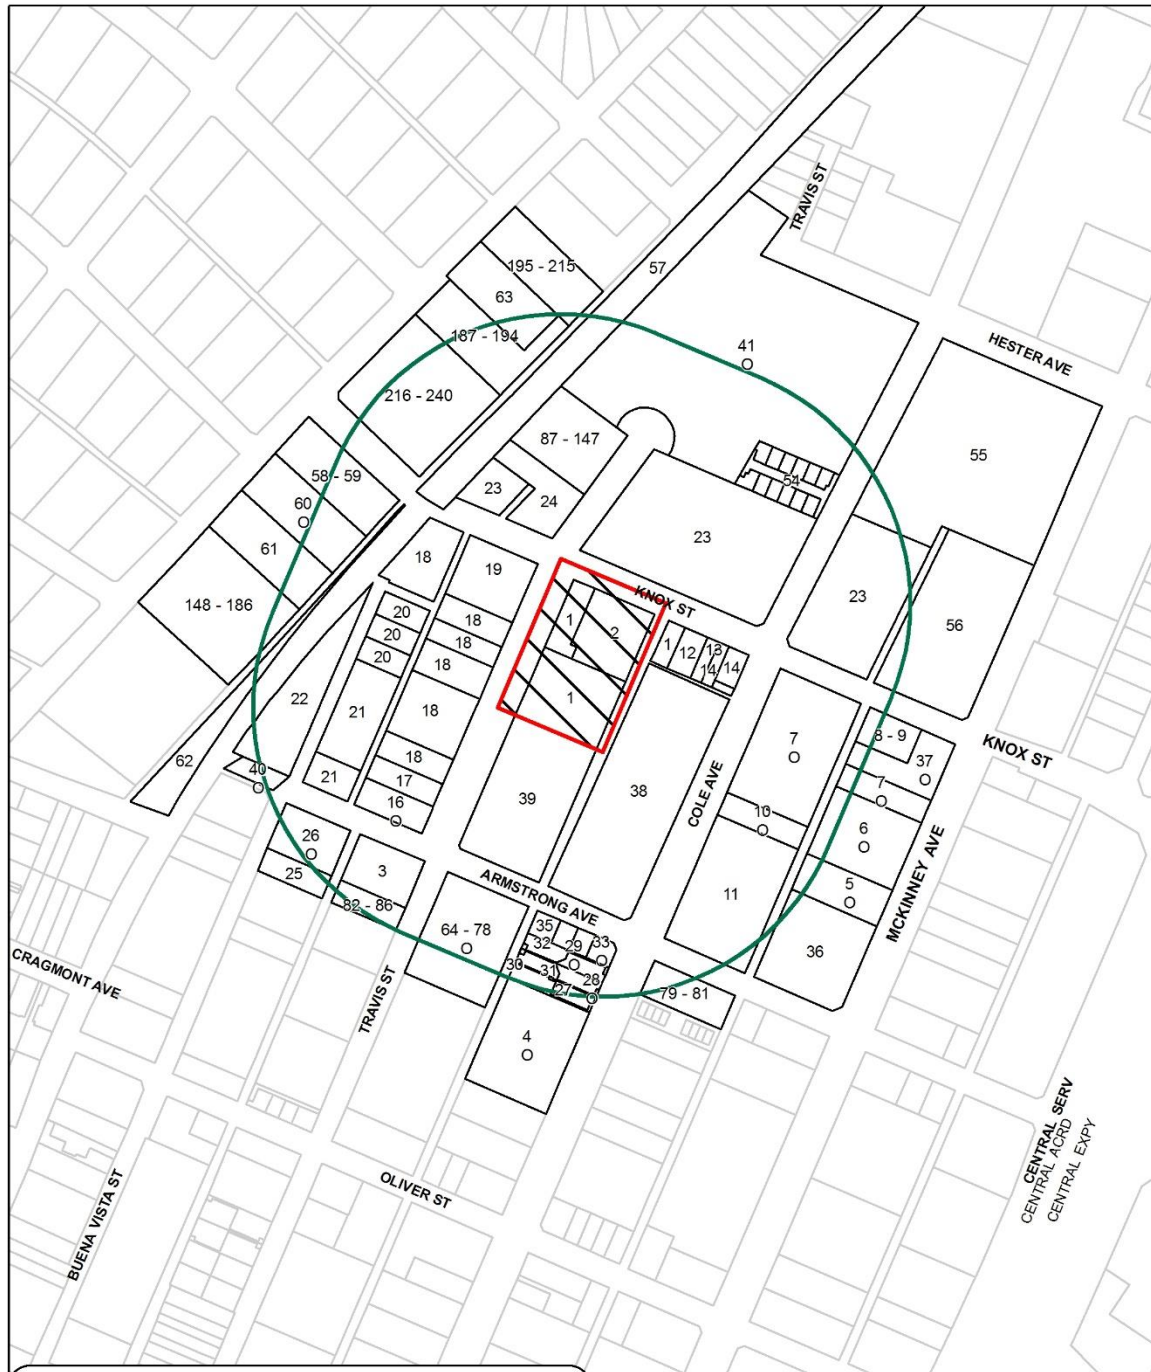 TRAVIS ST
195 - 215
57
63
187 - 194
41
O
HESTER AVE
216 - 240
87 - 147
55
58 - 59
54
60
O
23
24
23
61
18
19
148 - 186
20
KNOX ST
23
18
1
2
56
20
18
1
12
13
20
18
14
14
1
22
21
18
8 - 9
7
O
KNOX ST
37
O
62
40
O
18
21
17
39
38
COLE AVE
7
O
16
O
10
O
6
O
26
O
3
MCKINNEY AVE
25
ARMSTRONG AVE
5
O
11
82 - 86
64 - 78
O
35
32
29
O
33
O
36
CRAGMONT AVE
30
31
28
27
O
79 - 81
TRAVIS ST
4
O
CENTRAL SERV
CENTRAL ACRD
CENTRAL EXPY
OLIVER ST
BUENA VISTA ST